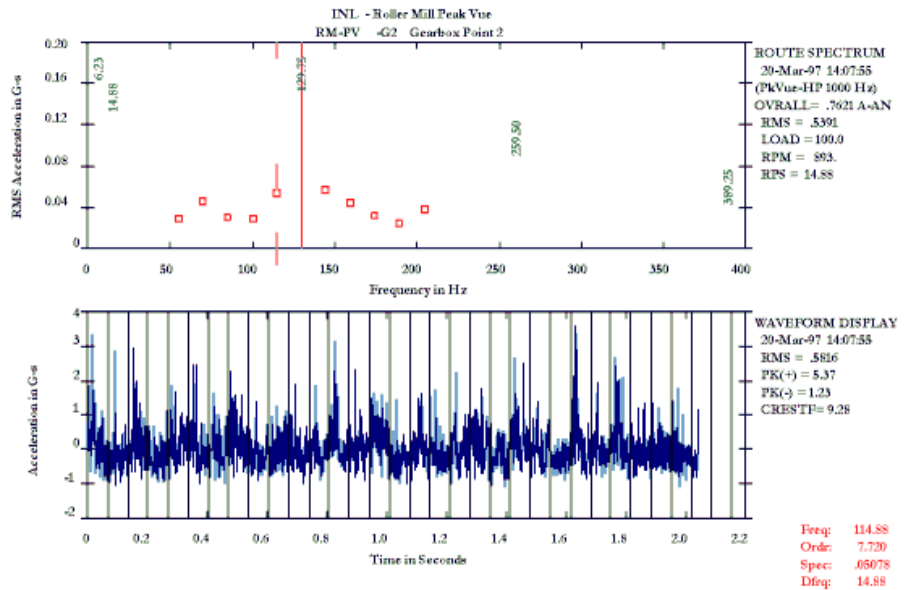 INL - Roller Mill Peak Vue
RM-PV -G2 Gearbox Point 2
RMS Acceleration in G-s
0.20
0.16
0.12
0.08
0.04
0
6.25
14.88
129.75
259.50
389.25
0 50 100 150 200 250 300 350 400
Frequency in Hz
ROUTE SPECTRUM
20-Mar-97 14:07:55
(PkVue-HP 1000 Hz)
OVRALL= .7621 A-AN
RMS = .5391
LOAD = 100.0
RPM = 893.
RPS = 14.88
Acceleration in G-s
4
3
2
1
0
-1
-2
0 0.2 0.4 0.6 0.8 1.0 1.2 1.4 1.6 1.8 2.0 2.2
Time in Seconds
WAVEFORM DISPLAY
20-Mar-97 14:07:55
RMS = .5816
PK(+) = 5.37
PK(-) = 1.23
CRESTF= 9.28
Freq: 114.88
Ordr: 7.720
Spec: .05078
Dfrq: 14.88